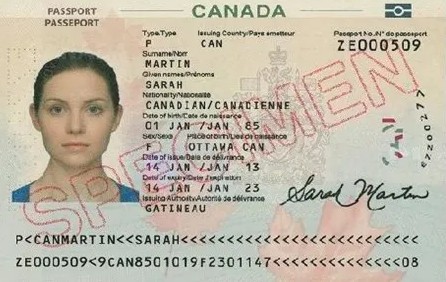 PASSPORT
PASSEPORT
CANADA
Type/Type Issuing Country/Pays émetteur Passport No./N° de passeport
P CAN ZE000509
Surname/Nom
MARTIN
Given names/Prénoms
SARAH
Nationality/Nationalité
CANADIAN/CANADIENNE
Date of birth/Date de naissance
01 JAN /JAN 85
Sex/Sexe Place of birth/Lieu de naissance
F OTTAWA CAN
Date of issue/Date de délivrance
14 JAN /JAN 13
Date of expiry/Date d'expiration
14 JAN /JAN 23
Issuing Authority/Autorité de délivrance
GATINEAU
Sarah Martin
SPECIMEN
P<CANMARTIN<<SARAH<<<<<<<<<<<<<<<<<<<<<<<<<<
ZE000509<9CAN8501019F2301147<<<<<<<<<<<<<<08